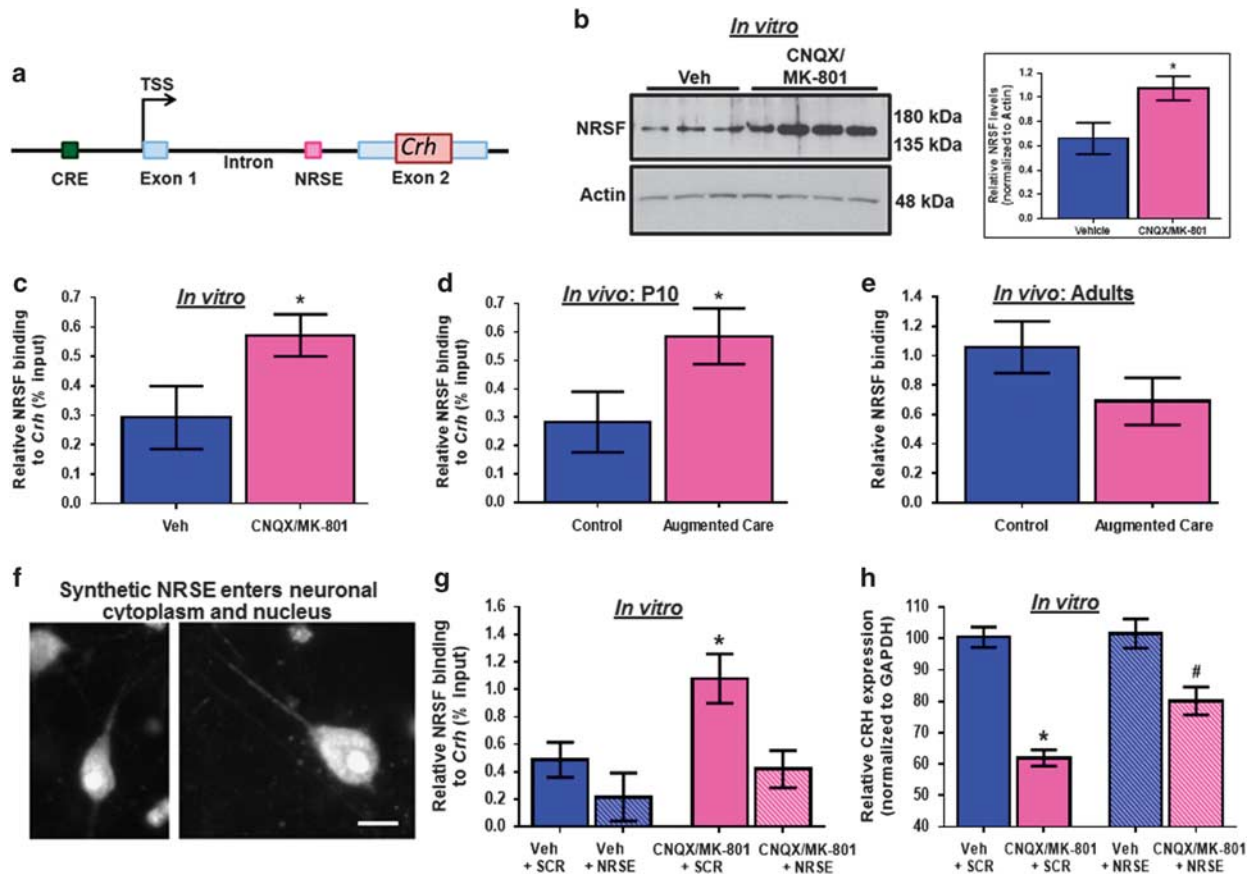 a
TSS
Crh
CRE
Exon 1
Intron
NRSE
Exon 2
b
In vitro
Veh
CNQX/
MK-801
NRSF
180 kDa
135 kDa
Actin
48 kDa
Relative NRSF levels
(normalized to Actin)
1.2
1.0
0.8
0.6
0.4
0.2
0.0
*
Vehicle
CNQX/MK-801
c
In vitro
Relative NRSF binding
to Crh (% input)
0.7
0.6
0.5
0.4
0.3
0.2
0.1
0.0
*
Veh
CNQX/MK-801
d
In vivo: P10
Relative NRSF binding
to Crh (% input)
0.7
0.6
0.5
0.4
0.3
0.2
0.1
0.0
*
Control
Augmented Care
e
In vivo: Adults
Relative NRSF binding
1.4
1.2
1.0
0.8
0.6
0.4
0.2
0.0
Control
Augmented Care
f
Synthetic NRSE enters neuronal
cytoplasm and nucleus
g
In vitro
Relative NRSF binding
to Crh (% input)
1.6
1.4
1.2
1.0
0.8
0.6
0.4
0.2
0.0
*
Veh
+ SCR
Veh
+ NRSE
CNQX/MK-801
+ SCR
CNQX/MK-801
+ NRSE
h
In vitro
Relative CRH expression
(normalized to GAPDH)
110
100
90
80
70
60
50
40
*
#
Veh
+ SCR
CNQX/MK-801
+ SCR
Veh
+ NRSE
CNQX/MK-801
+ NRSE